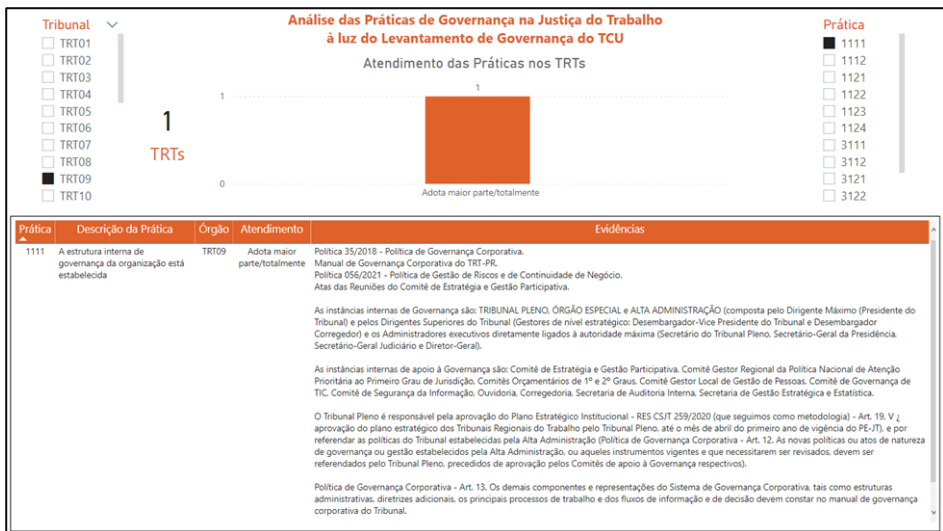 Tribunal
TRT01
TRT02
TRT03
TRT04
TRT05
TRT06
TRT07
TRT08
TRT09
TRT10
1
TRTs
Análise das Práticas de Governança na Justiça do Trabalho
à luz do Levantamento de Governança do TCU
Atendimento das Práticas nos TRTs
1
0
1
Adota maior parte/totalmente
Prática
1111
1112
1121
1122
1123
1124
3111
3112
3121
3122
Prática Descrição da Prática Órgão Atendimento Evidências
1111 A estrutura interna de TRT09 Adota maior Política 35/2018 - Política de Governança Corporativa.
governança da organização está parte/totalmente Manual de Governança Corporativa do TRT-PR.
estabelecida Política 056/2021 - Política de Gestão de Riscos e de Continuidade de Negócio.
Atas das Reuniões do Comitê de Estratégia e Gestão Participativa.
As instâncias internas de Governança são: TRIBUNAL PLENO, ÓRGÃO ESPECIAL e ALTA ADMINISTRAÇÃO (composta pelo Dirigente Máximo (Presidente do
Tribunal) e pelos Dirigentes Superiores do Tribunal (Gestores de nível estratégico: Desembargador-Vice Presidente do Tribunal e Desembargador
Corregedor) e os Administradores executivos diretamente ligados à autoridade máxima (Secretário do Tribunal Pleno, Secretário-Geral da Presidência,
Secretário-Geral Judiciário e Diretor-Geral).
As instâncias internas de apoio à Governança são: Comitê de Estratégia e Gestão Participativa, Comitê Gestor Regional da Política Nacional de Atenção
Prioritária ao Primeiro Grau de Jurisdição, Comitês Orçamentários de 1º e 2º Graus, Comitê Gestor Local de Gestão de Pessoas, Comitê de Governança de
TIC, Comitê de Segurança da Informação, Ouvidoria, Corregedoria, Secretaria de Auditoria Interna, Secretaria de Gestão Estratégica e Estatística.
O Tribunal Pleno é responsável pela aprovação do Plano Estratégico Institucional - RES CSJT 259/2020 (que seguimos como metodologia) - Art. 19. V ¿
aprovação do plano estratégico dos Tribunais Regionais do Trabalho pelo Tribunal Pleno, até o mês de abril do primeiro ano de vigência do PE-JT), e por
referendar as políticas do Tribunal estabelecidas pela Alta Administração (Política de Governança Corporativa - Art. 12. As novas políticas ou atos de natureza
de governança ou gestão estabelecidos pela Alta Administração, ou aqueles instrumentos vigentes e que necessitarem ser revisados, devem ser
referendados pelo Tribunal Pleno, precedidos de aprovação pelos Comitês de apoio à Governança respectivos).
Política de Governança Corporativa - Art. 13. Os demais componentes e representações do Sistema de Governança Corporativa, tais como estruturas
administrativas, diretrizes adicionais, os principais processos de trabalho e dos fluxos de informação e de decisão devem constar no manual de governança
corporativa do Tribunal.